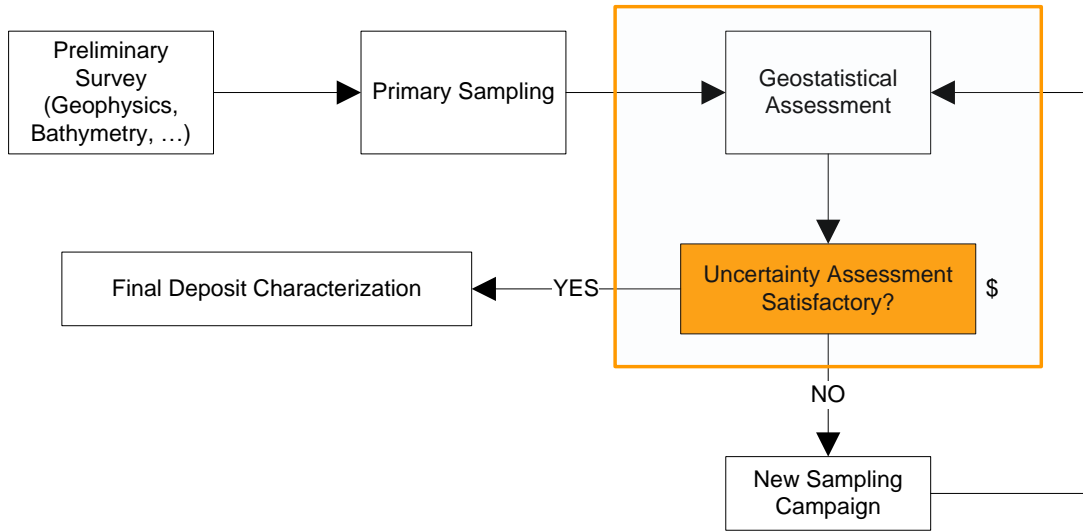 Preliminary
Survey
(Geophysics,
Bathymetry, …)
Primary Sampling
Geostatistical
Assessment
Final Deposit Characterization
YES
Uncertainty Assessment
Satisfactory?
$
NO
New Sampling
Campaign